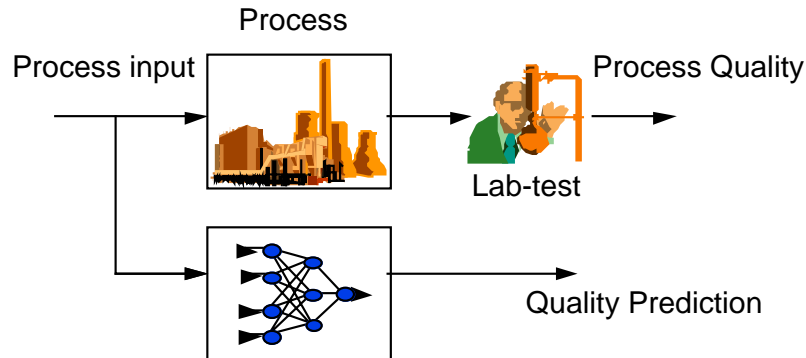 Process
Process input
Process Quality
Lab-test
Quality Prediction